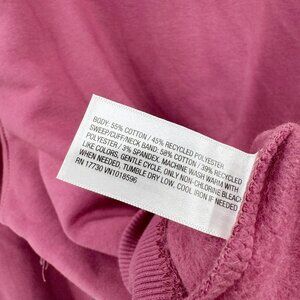 BODY: 55% COTTON / 45% RECYCLED POLYESTER
SWEEP/CUFF/NECK BAND: 58% COTTON / 39% RECYCLED
POLYESTER / 3% SPANDEX. MACHINE WASH WARM WITH
LIKE COLORS, GENTLE CYCLE. ONLY NON-CHLORINE BLEACH
WHEN NEEDED, TUMBLE DRY LOW, COOL IRON IF NEEDED
RN 17730 VN1018596